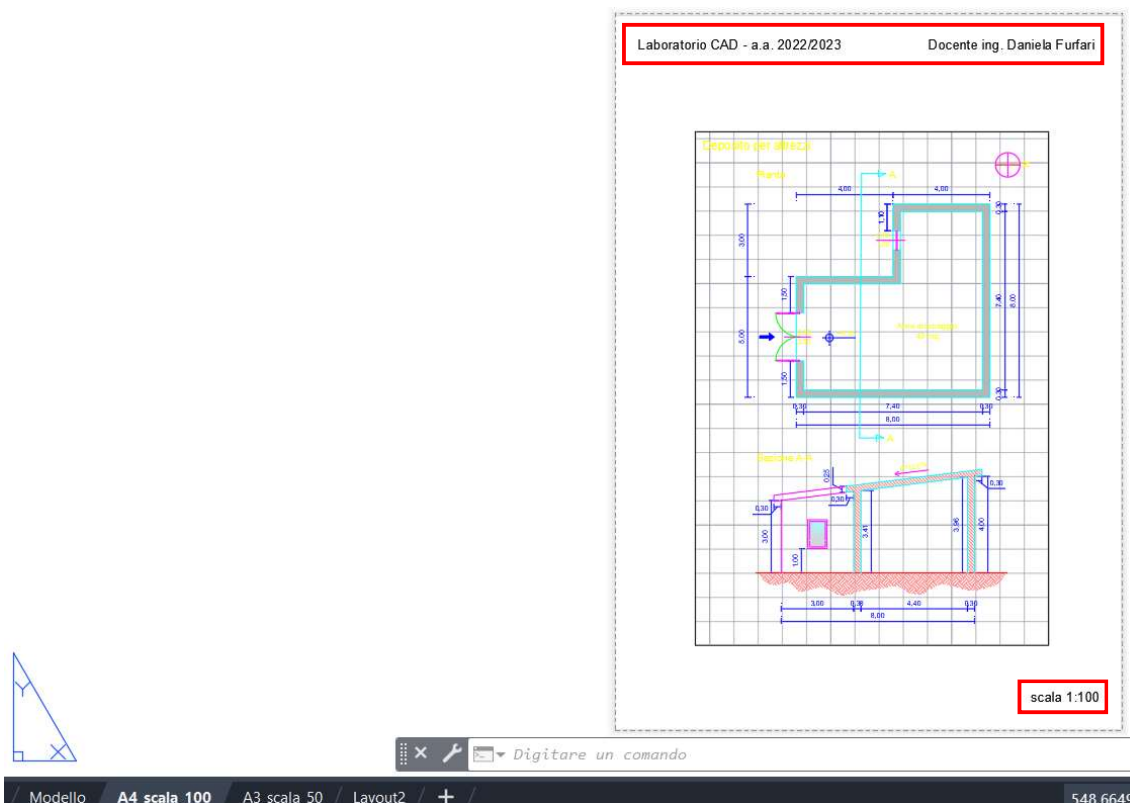 Laboratorio CAD - a.a. 2022/2023 Docente ing. Daniela Furfari
Deposito per attrezzi
Pianta
A
4,00 4,00
1,10
0,30
3,00
1,50
7,40
8,00
5,00
1,50
0,30
0,30 7,40 0,30
8,00
A
Sezione A-A
0,25
0,30
0,30
0,30
3,00
1,00
3,41
3,96
4,00
3,00 0,30 4,40 0,30
8,00
scala 1:100
Y
X
Digitare un comando
Modello A4 scala 100 A3 scala 50 Layout2 +
548.6649